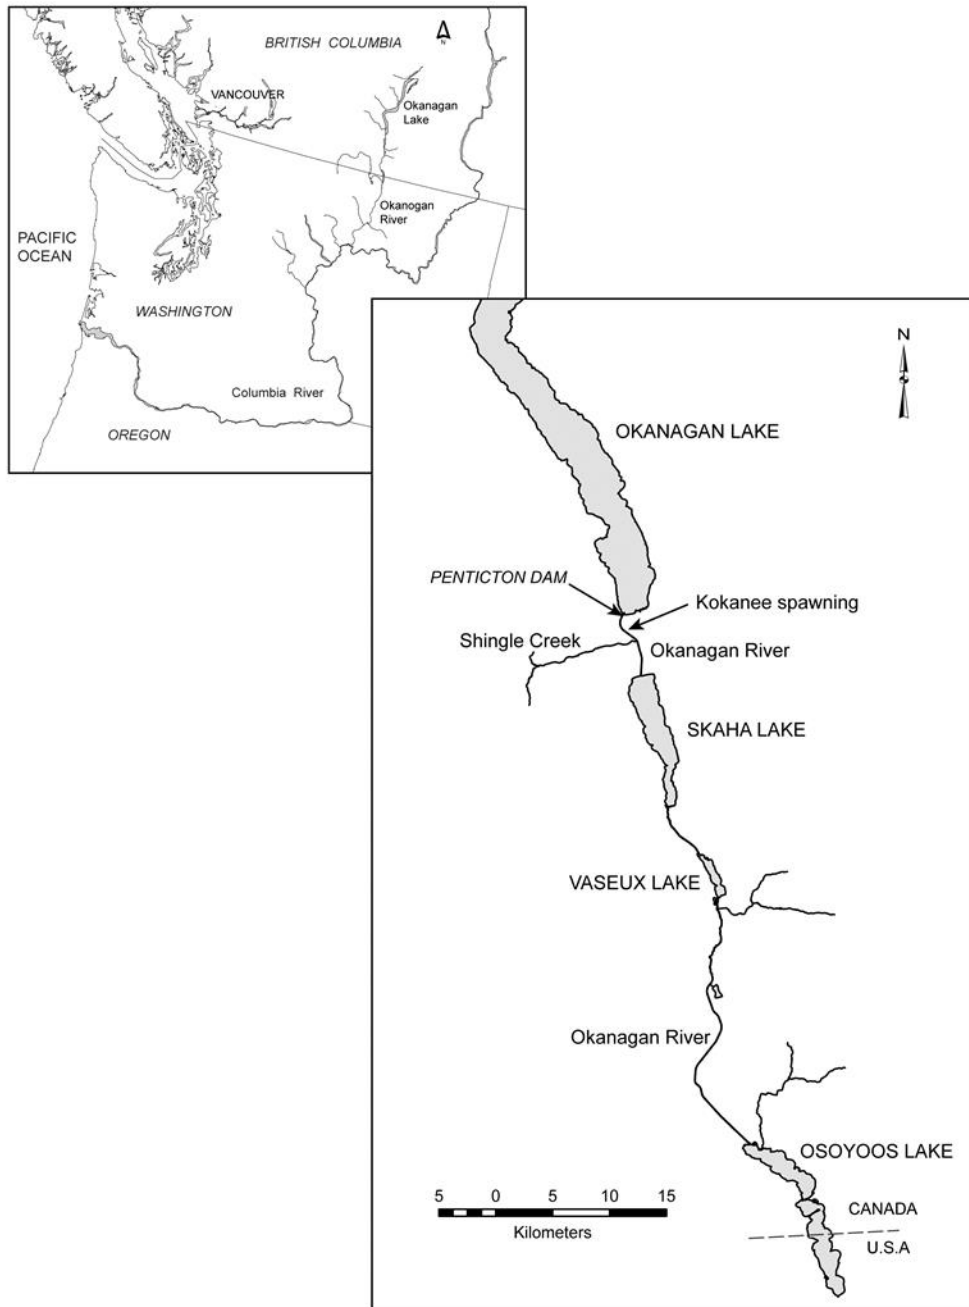 BRITISH COLUMBIA
N
VANCOUVER
Okanagan
Lake
Okanogan
River
PACIFIC
OCEAN
WASHINGTON
Columbia River
OREGON
N
OKANAGAN LAKE
PENTICTON DAM
Kokanee spawning
Shingle Creek
Okanagan River
SKAHA LAKE
VASEUX LAKE
Okanagan River
OSOYOOS LAKE
5 0 5 10 15
Kilometers
CANADA
U.S.A